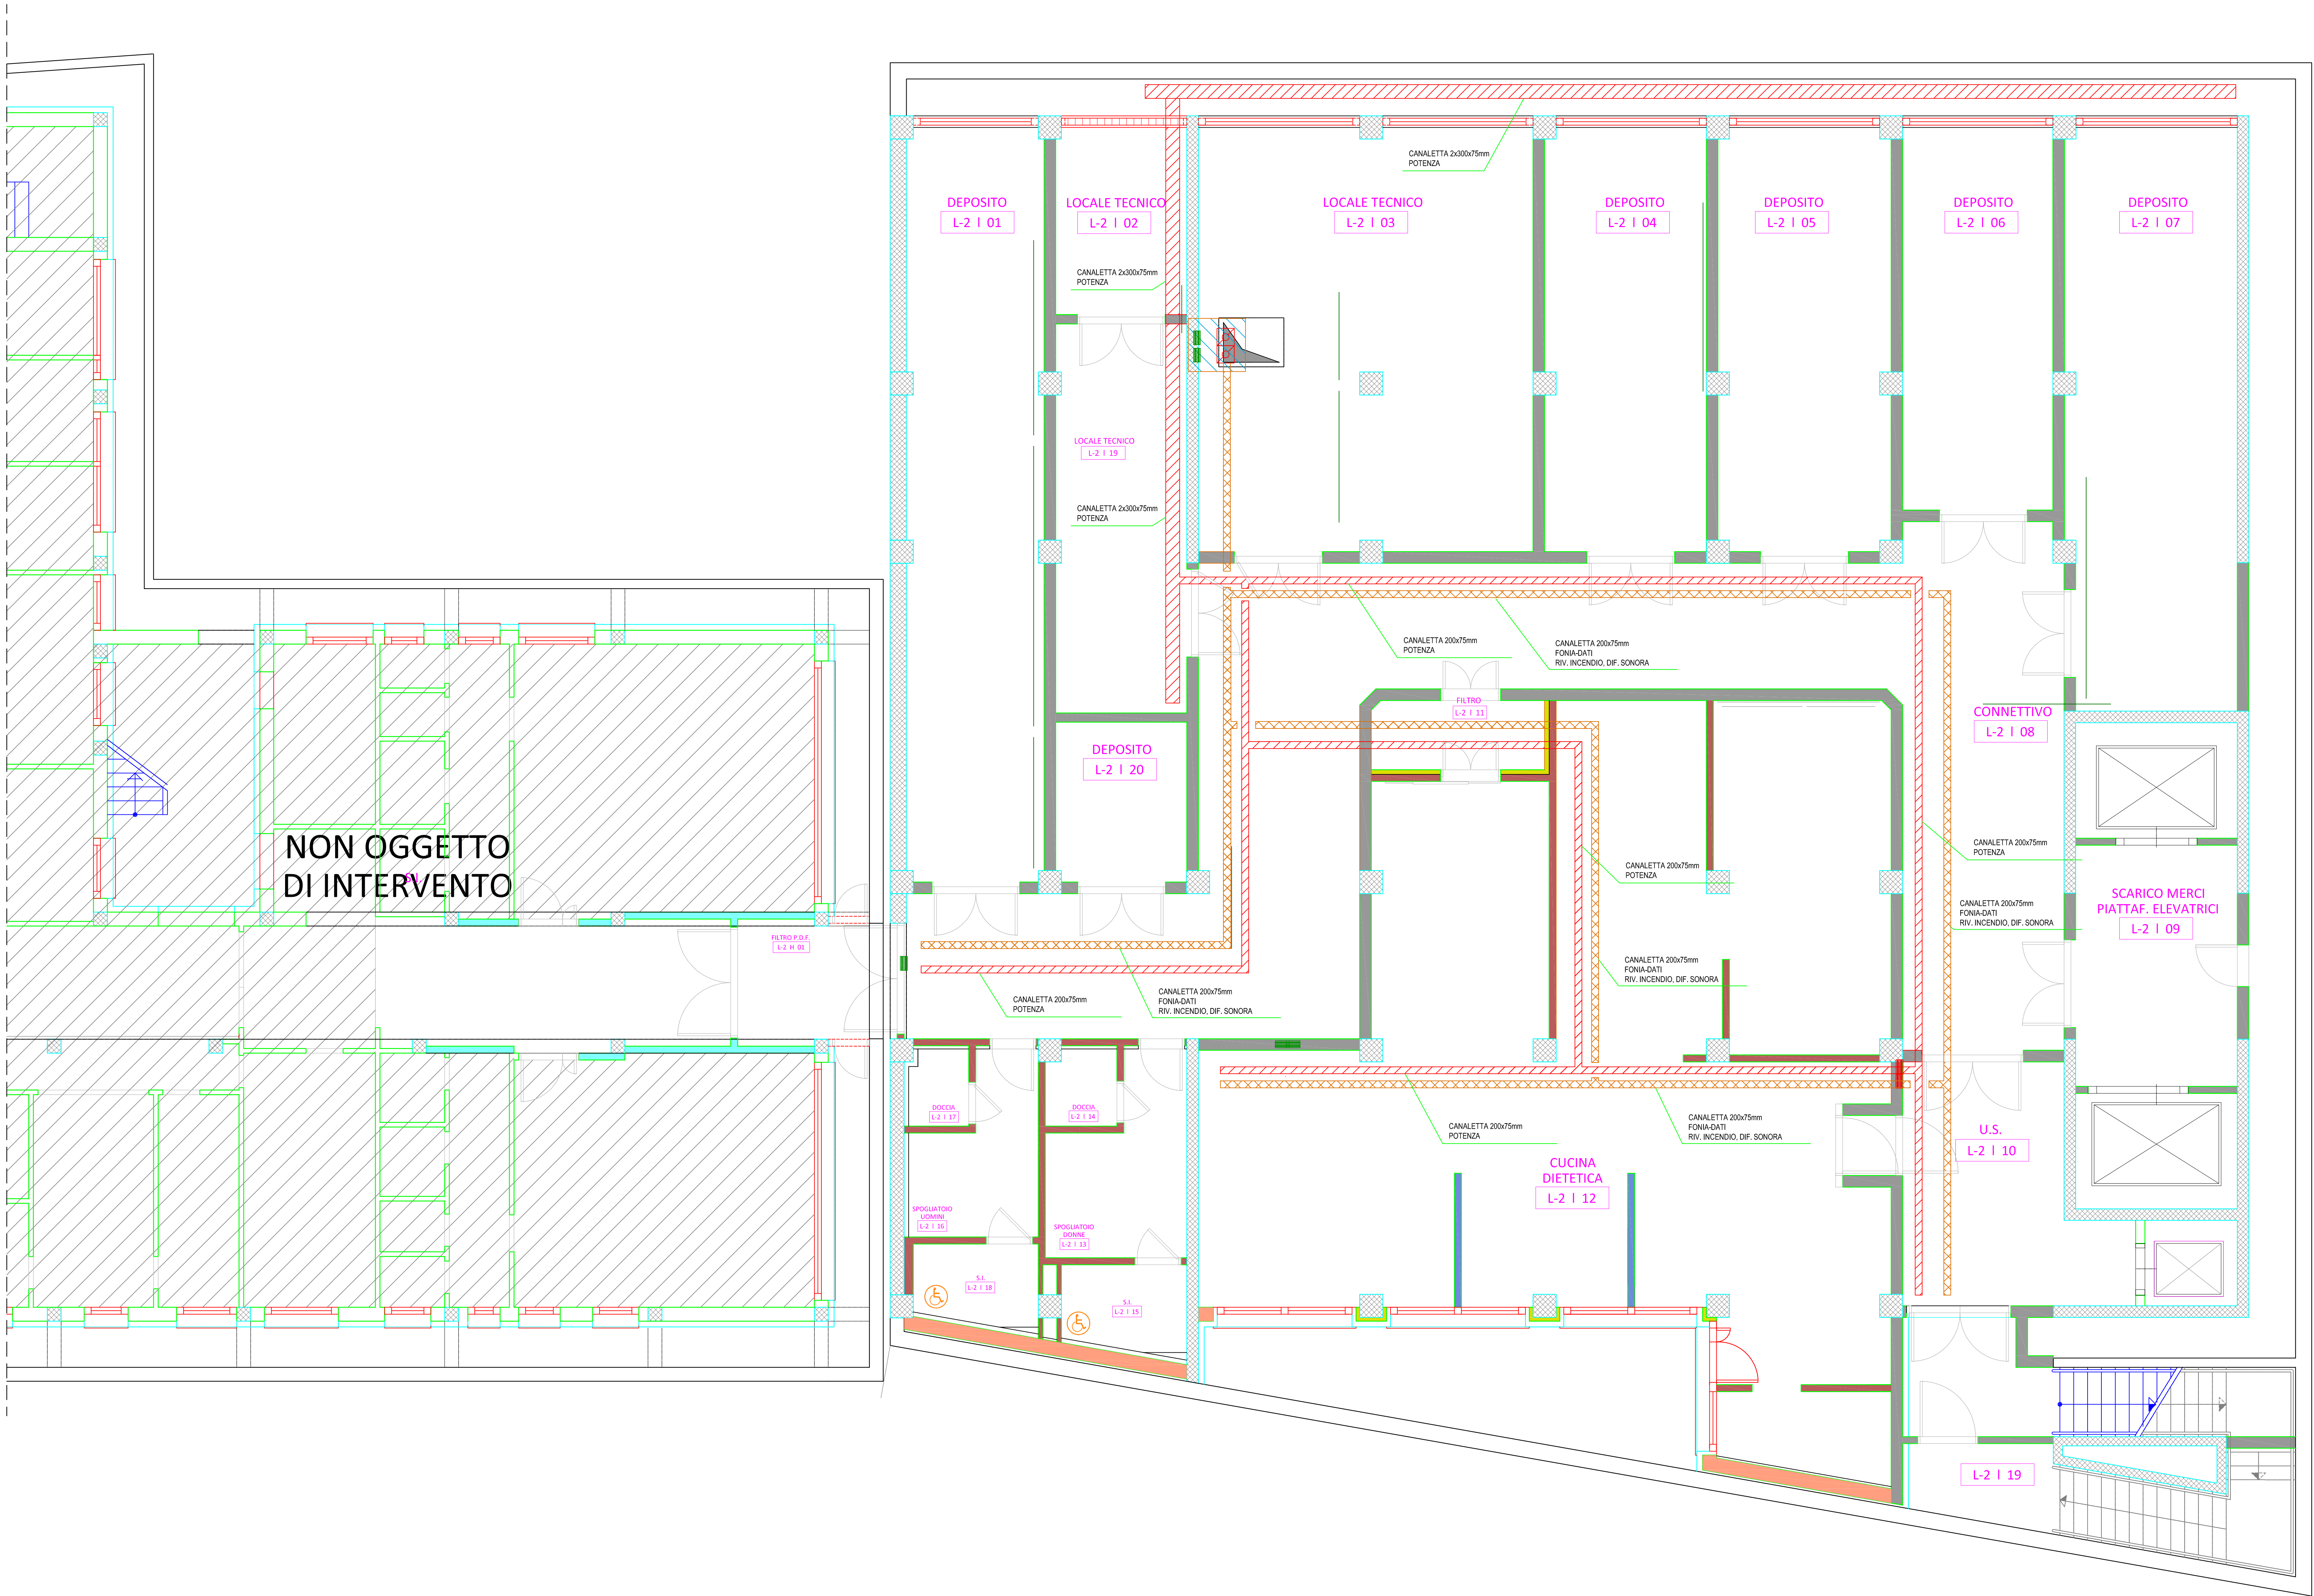 CANALETTA 2x300x75mm
POTENZA
DEPOSITO
L-2 I 01
LOCALE TECNICO
L-2 I 02
LOCALE TECNICO
L-2 I 03
DEPOSITO
L-2 I 04
DEPOSITO
L-2 I 05
DEPOSITO
L-2 I 06
DEPOSITO
L-2 I 07
CANALETTA 2x300x75mm
POTENZA
LOCALE TECNICO
L-2 I 19
CANALETTA 2x300x75mm
POTENZA
CANALETTA 200x75mm
POTENZA
CANALETTA 200x75mm
FONIA-DATI
RIV. INCENDIO, DIF. SONORA
FILTRO
L-2 I 11
CONNETTIVO
L-2 I 08
DEPOSITO
L-2 I 20
NON OGGETTO
DI INTERVENTO
S.I.
CANALETTA 200x75mm
POTENZA
CANALETTA 200x75mm
POTENZA
SCARICO MERCI
PIATTAF. ELEVATRICI
L-2 I 09
CANALETTA 200x75mm
FONIA-DATI
RIV. INCENDIO, DIF. SONORA
FILTRO P.D.F.
L-2 H 01
CANALETTA 200x75mm
FONIA-DATI
RIV. INCENDIO, DIF. SONORA
CANALETTA 200x75mm
POTENZA
CANALETTA 200x75mm
FONIA-DATI
RIV. INCENDIO, DIF. SONORA
DOCCIA
L-2 I 17
DOCCIA
L-2 I 14
CANALETTA 200x75mm
POTENZA
CANALETTA 200x75mm
FONIA-DATI
RIV. INCENDIO, DIF. SONORA
U.S.
L-2 I 10
CUCINA
DIETETICA
L-2 I 12
SPOGLIATOIO
UOMINI
L-2 I 16
SPOGLIATOIO
DONNE
L-2 I 13
S.I.
L-2 I 18
S.I.
L-2 I 15
L-2 I 19